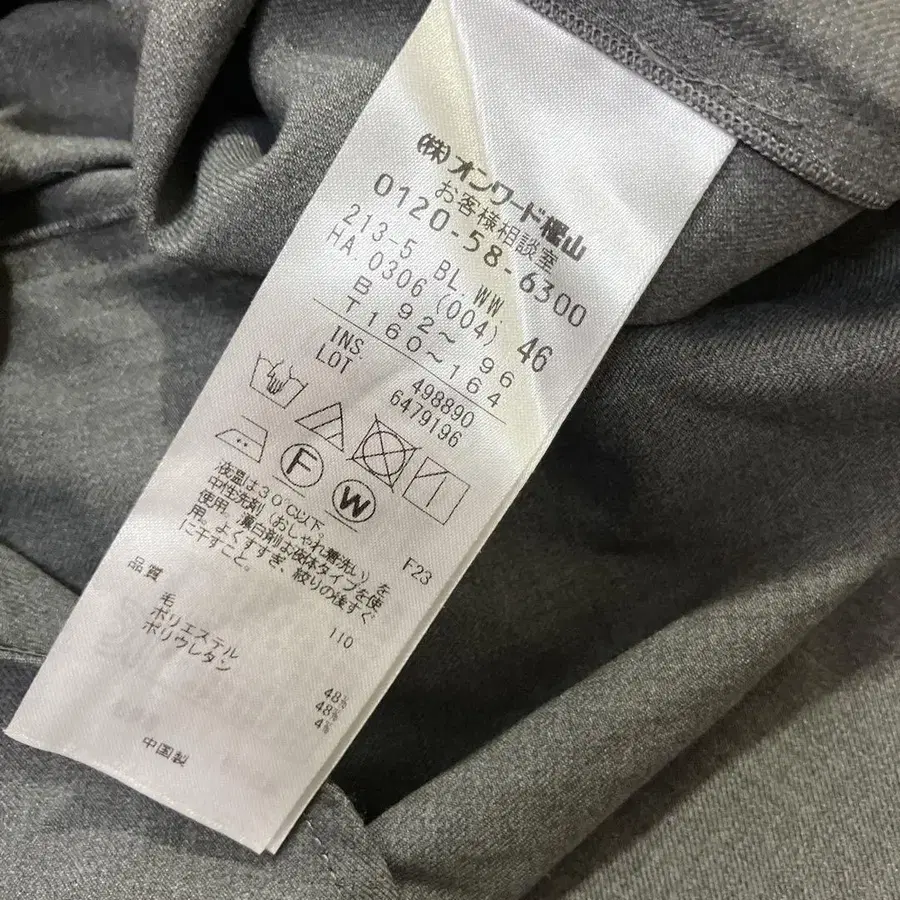 (株)オンワード樫山
お客様相談室
0120-58-6300
213-5 BL.WW
HA.0306(004) 46
B 92~ 96
T160~164
INS. 498890
LOT 6479196
F W
液温は30℃以下、
中性洗剤(おしゃれ着洗い)を
使用。漂白剤は液体タイプを使
用。よくすすぎ、絞りの後すぐ
に干すこと。
F23
110
品質
毛 48%
ポリエステル 48%
ポリウレタン 4%
中国製